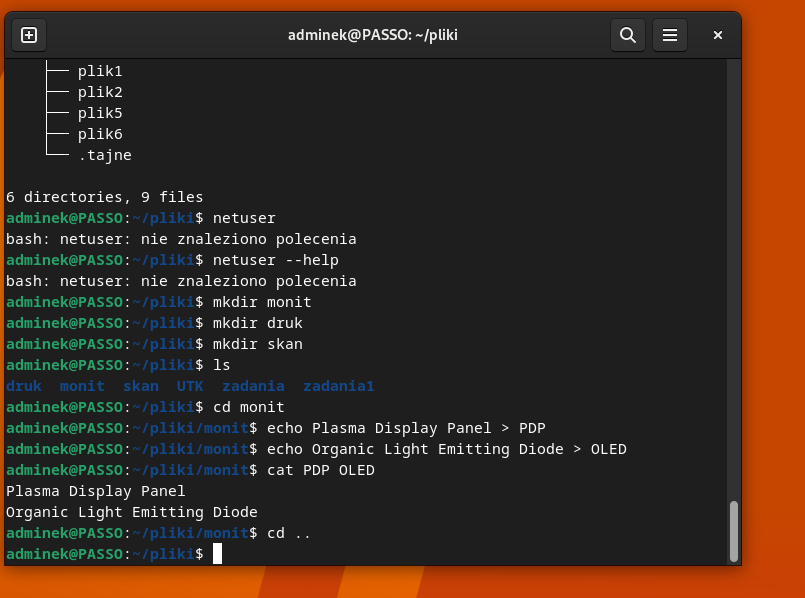 adminek@PASSO: ~/pliki
├── plik1
├── plik2
├── plik5
├── plik6
└── .tajne
6 directories, 9 files
adminek@PASSO:~/pliki$ netuser
bash: netuser: nie znaleziono polecenia
adminek@PASSO:~/pliki$ netuser --help
bash: netuser: nie znaleziono polecenia
adminek@PASSO:~/pliki$ mkdir monit
adminek@PASSO:~/pliki$ mkdir druk
adminek@PASSO:~/pliki$ mkdir skan
adminek@PASSO:~/pliki$ ls
druk  monit  skan  UTK  zadania  zadania1
adminek@PASSO:~/pliki$ cd monit
adminek@PASSO:~/pliki/monit$ echo Plasma Display Panel > PDP
adminek@PASSO:~/pliki/monit$ echo Organic Light Emitting Diode > OLED
adminek@PASSO:~/pliki/monit$ cat PDP OLED
Plasma Display Panel
Organic Light Emitting Diode
adminek@PASSO:~/pliki/monit$ cd ..
adminek@PASSO:~/pliki$